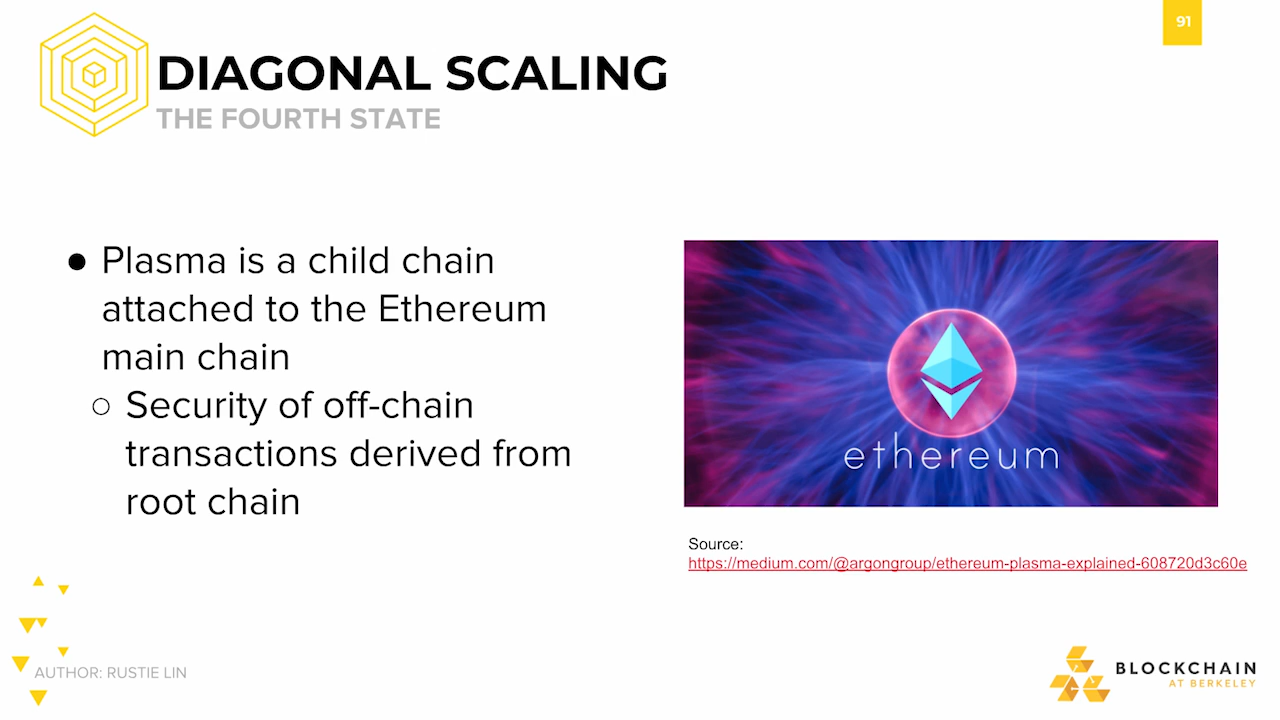 91
DIAGONAL SCALING
THE FOURTH STATE
● Plasma is a child chain
attached to the Ethereum
main chain
○ Security of off-chain
transactions derived from
root chain
ethereum
Source:
https://medium.com/@argongroup/ethereum-plasma-explained-608720d3c60e
AUTHOR: RUSTIE LIN
BLOCKCHAIN
AT BERKELEY